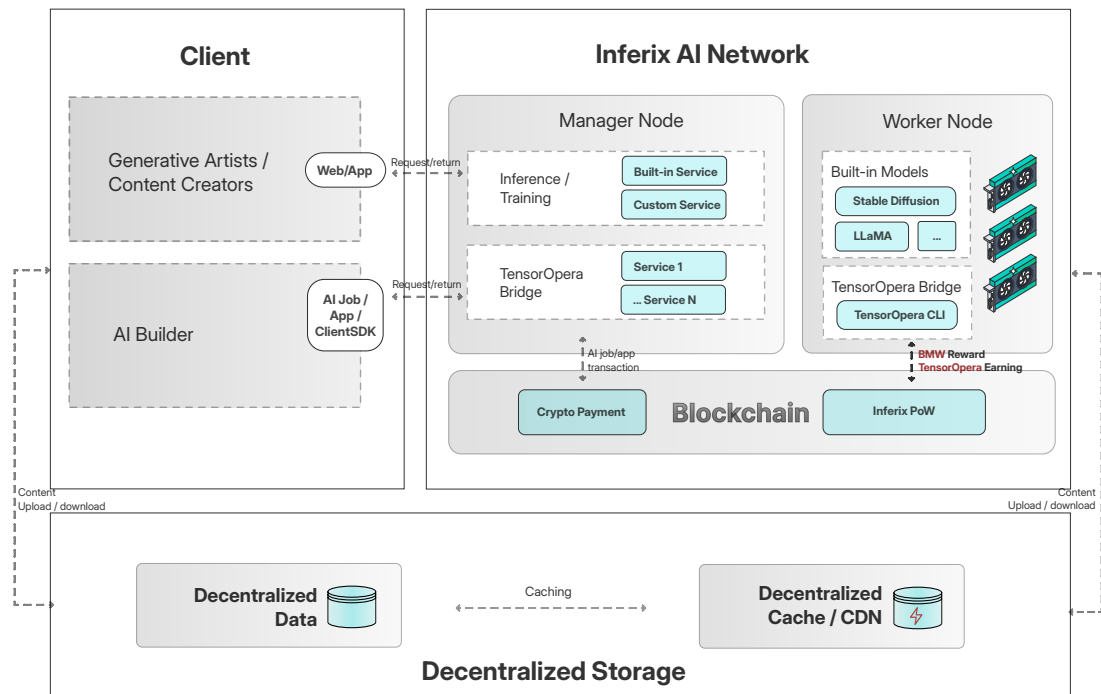 Client
Generative Artists /
Content Creators
Web/App
AI Builder
AI Job /
App /
ClientSDK
Request/return
Request/return
Inferix AI Network
Manager Node
Inference /
Training
Built-in Service
Custom Service
TensorOpera
Bridge
Service 1
... Service N
Worker Node
Built-in Models
Stable Diffusion
LLaMA
...
TensorOpera Bridge
TensorOpera CLI
AI job/app
transaction
BMW Reward
TensorOpera Earning
Crypto Payment
Blockchain
Inferix PoW
Content
Upload / download
Content
Upload / download
Decentralized
Data
Caching
Decentralized
Cache / CDN
Decentralized Storage